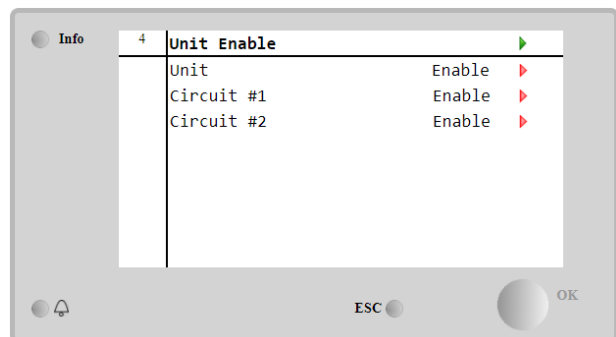 Info
4 Unit Enable
Unit Enable
Circuit #1 Enable
Circuit #2 Enable
ESC
OK